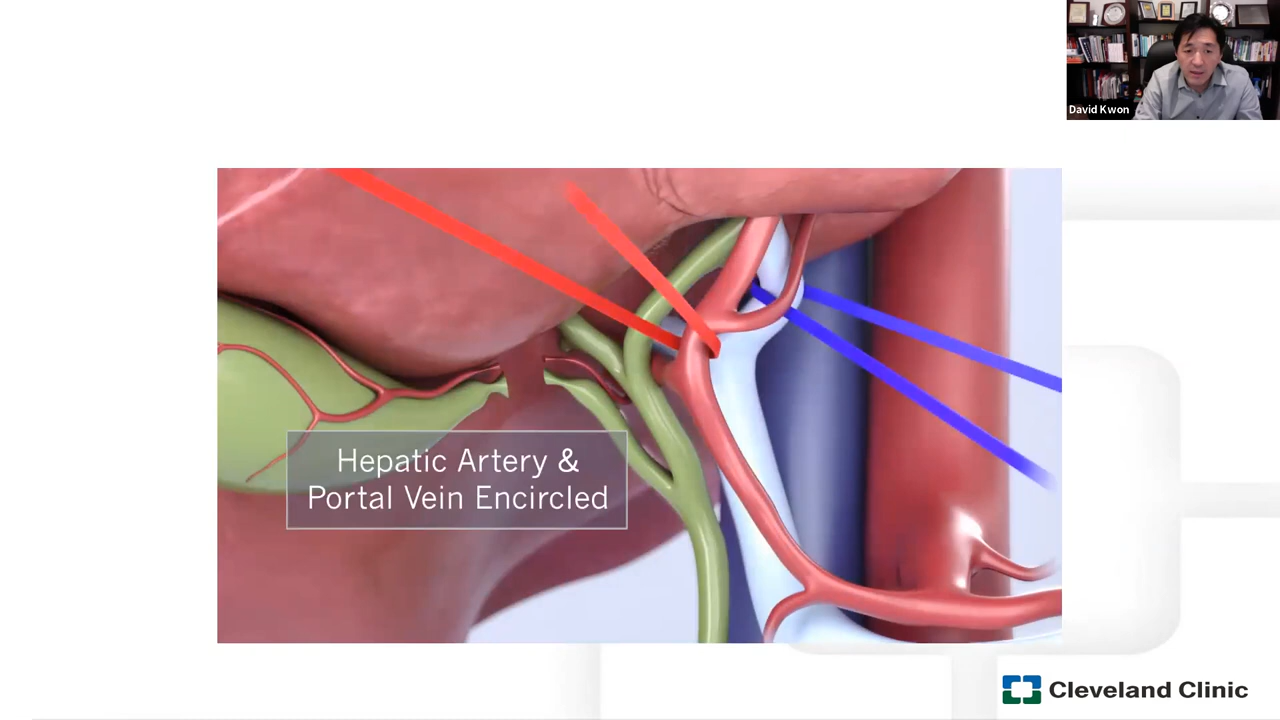 David Kwon
Hepatic Artery &
Portal Vein Encircled
Cleveland Clinic